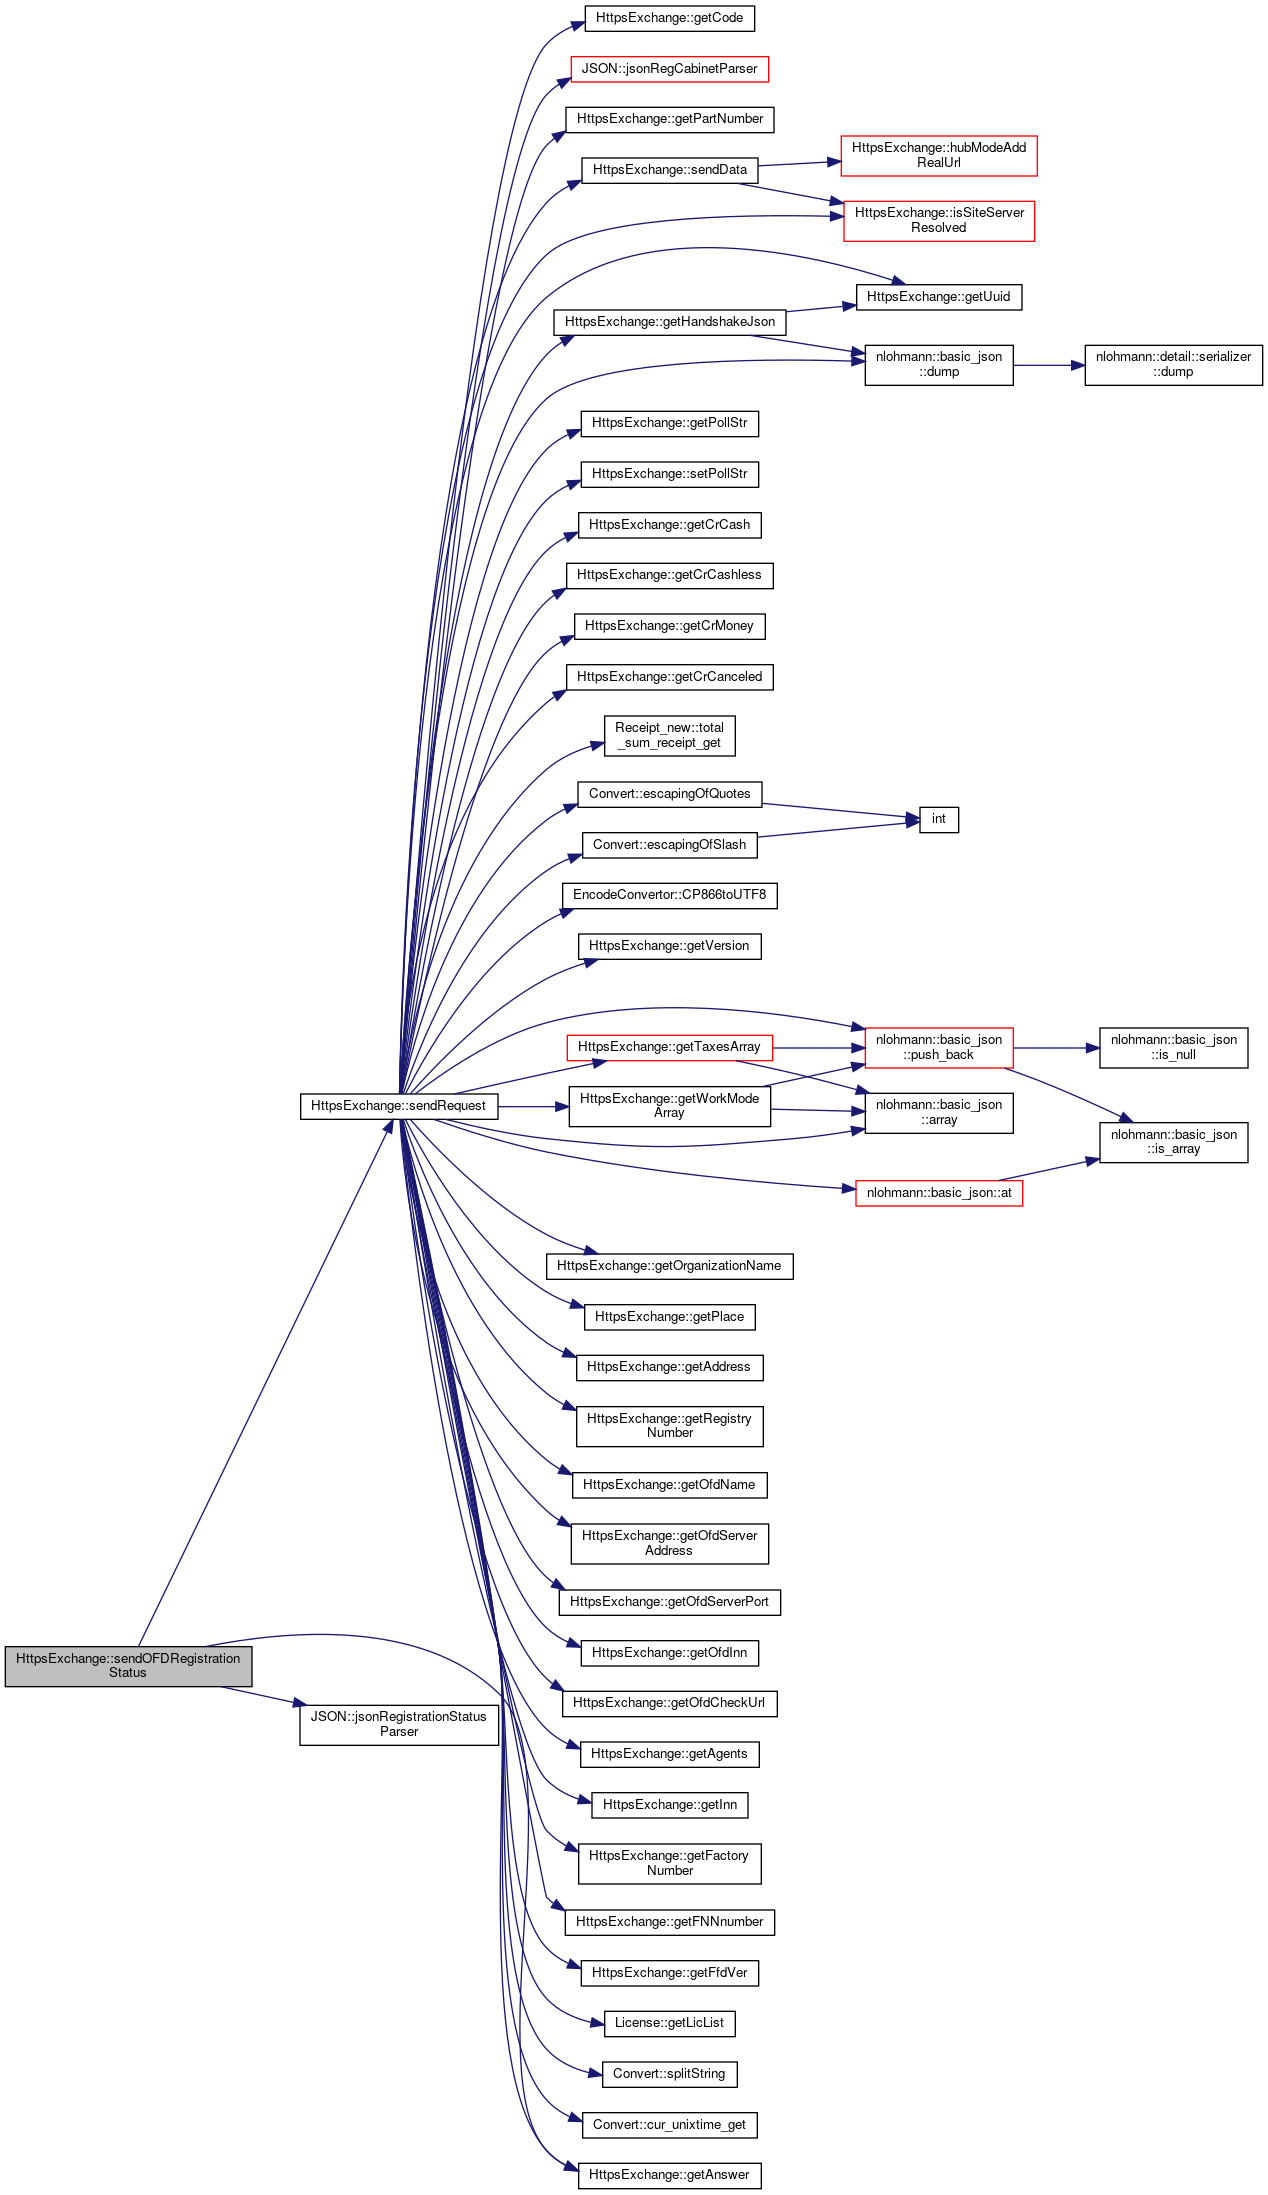 HttpsExchange::getCode
JSON::jsonRegCabinetParser
HttpsExchange::getPartNumber
HttpsExchange::hubModeAdd
RealUrl
HttpsExchange::sendData
HttpsExchange::isSiteServer
Resolved
HttpsExchange::getUuid
HttpsExchange::getHandshakeJson
nlohmann::basic_json
::dump
nlohmann::detail::serializer
::dump
HttpsExchange::getPollStr
HttpsExchange::setPollStr
HttpsExchange::getCrCash
HttpsExchange::getCrCashless
HttpsExchange::getCrMoney
HttpsExchange::getCrCanceled
Receipt_new::total
_sum_receipt_get
Convert::escapingOfQuotes
int
Convert::escapingOfSlash
EncodeConvertor::CP866toUTF8
HttpsExchange::getVersion
HttpsExchange::getTaxesArray
nlohmann::basic_json
::push_back
nlohmann::basic_json
::is_null
HttpsExchange::sendRequest
HttpsExchange::getWorkMode
Array
nlohmann::basic_json
::array
nlohmann::basic_json
::is_array
nlohmann::basic_json::at
HttpsExchange::getOrganizationName
HttpsExchange::getPlace
HttpsExchange::getAddress
HttpsExchange::getRegistry
Number
HttpsExchange::getOfdName
HttpsExchange::getOfdServer
Address
HttpsExchange::getOfdServerPort
HttpsExchange::getOfdInn
HttpsExchange::sendOFDRegistration
Status
HttpsExchange::getOfdCheckUrl
JSON::jsonRegistrationStatus
Parser
HttpsExchange::getAgents
HttpsExchange::getInn
HttpsExchange::getFactory
Number
HttpsExchange::getFNNnumber
HttpsExchange::getFfdVer
License::getLicList
Convert::splitString
Convert::cur_unixtime_get
HttpsExchange::getAnswer